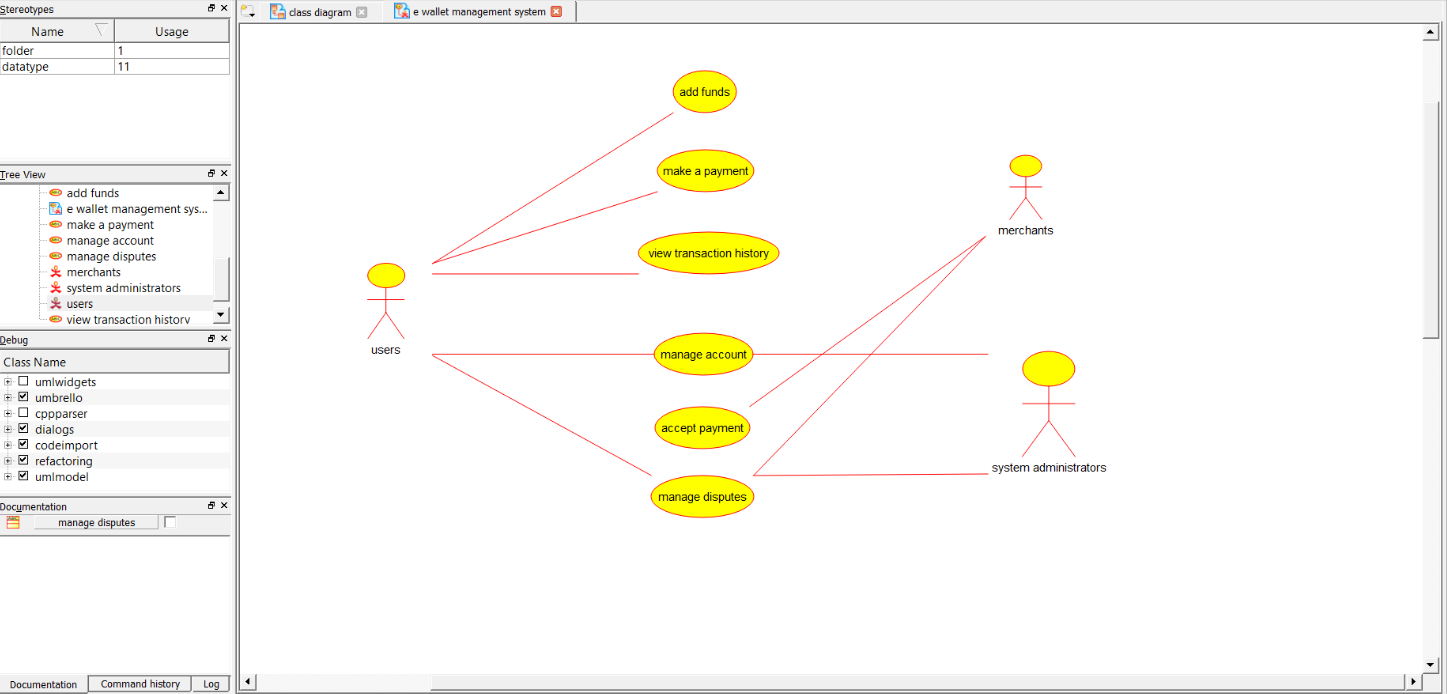 Stereotypes
Name Usage
folder 1
datatype 11
Tree View
add funds
e wallet management sys...
make a payment
manage account
manage disputes
merchants
system administrators
users
view transaction history
Debug
Class Name
umlwidgets
umbrello
cppparser
dialogs
codeimport
refactoring
umlmodel
Documentation
manage disputes
Documentation Command history Log
class diagram e wallet management system
add funds
make a payment
merchants
view transaction history
users
manage account
accept payment
system administrators
manage disputes